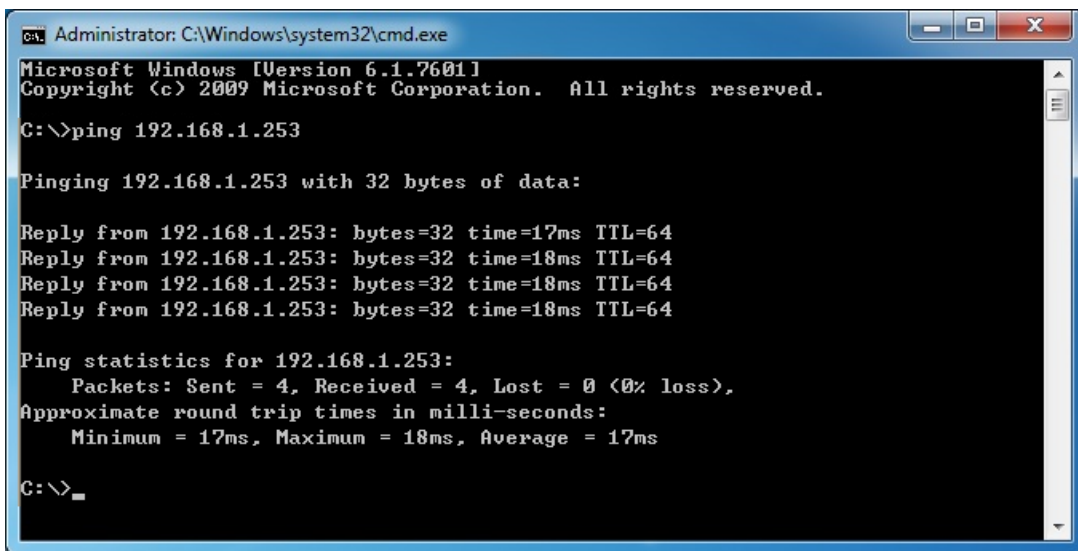 Administrator: C:\Windows\system32\cmd.exe
Microsoft Windows [Version 6.1.7601]
Copyright (c) 2009 Microsoft Corporation.  All rights reserved.
C:\>ping 192.168.1.253
Pinging 192.168.1.253 with 32 bytes of data:
Reply from 192.168.1.253: bytes=32 time=17ms TTL=64
Reply from 192.168.1.253: bytes=32 time=18ms TTL=64
Reply from 192.168.1.253: bytes=32 time=18ms TTL=64
Reply from 192.168.1.253: bytes=32 time=18ms TTL=64
Ping statistics for 192.168.1.253:
    Packets: Sent = 4, Received = 4, Lost = 0 (0% loss),
Approximate round trip times in milli-seconds:
    Minimum = 17ms, Maximum = 18ms, Average = 17ms
C:\>_